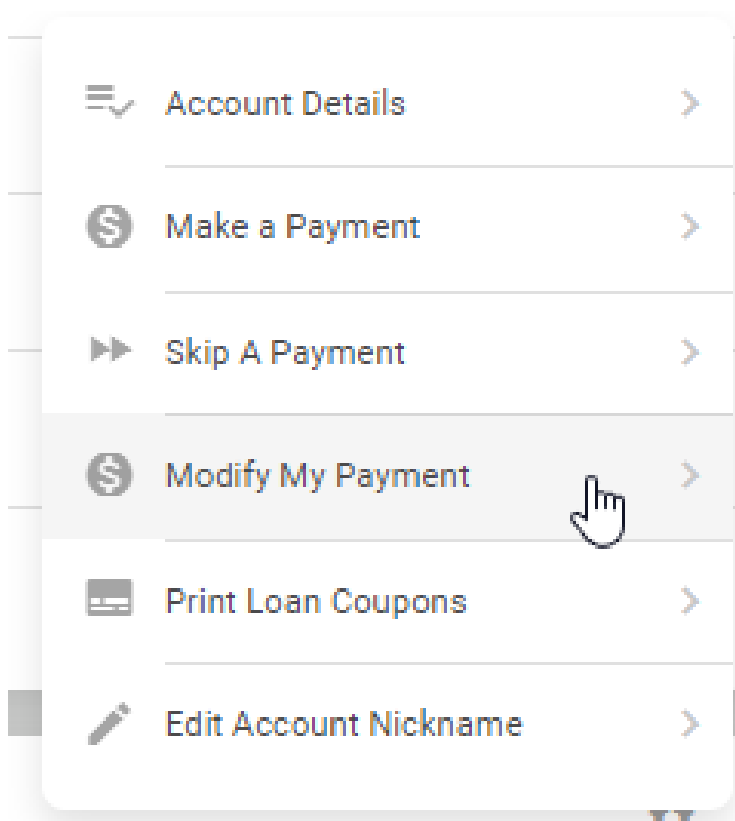 Account Details
Make a Payment
Skip A Payment
Modify My Payment
Print Loan Coupons
Edit Account Nickname